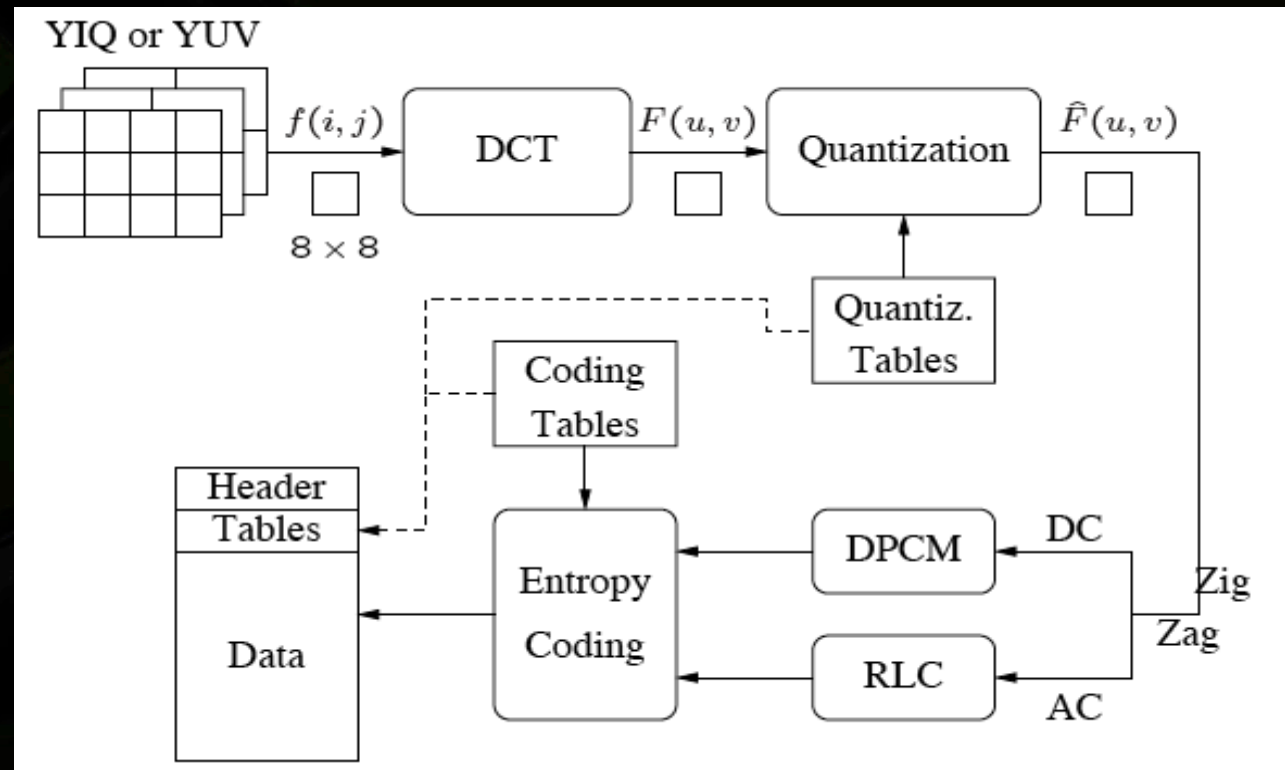 YIQ or YUV
f(i, j)
8 × 8
DCT
F(u, v)
Quantization
F̂(u, v)
Quantiz.
Tables
Coding
Tables
Header
Tables
Data
Entropy
Coding
DPCM
DC
RLC
AC
Zig
Zag